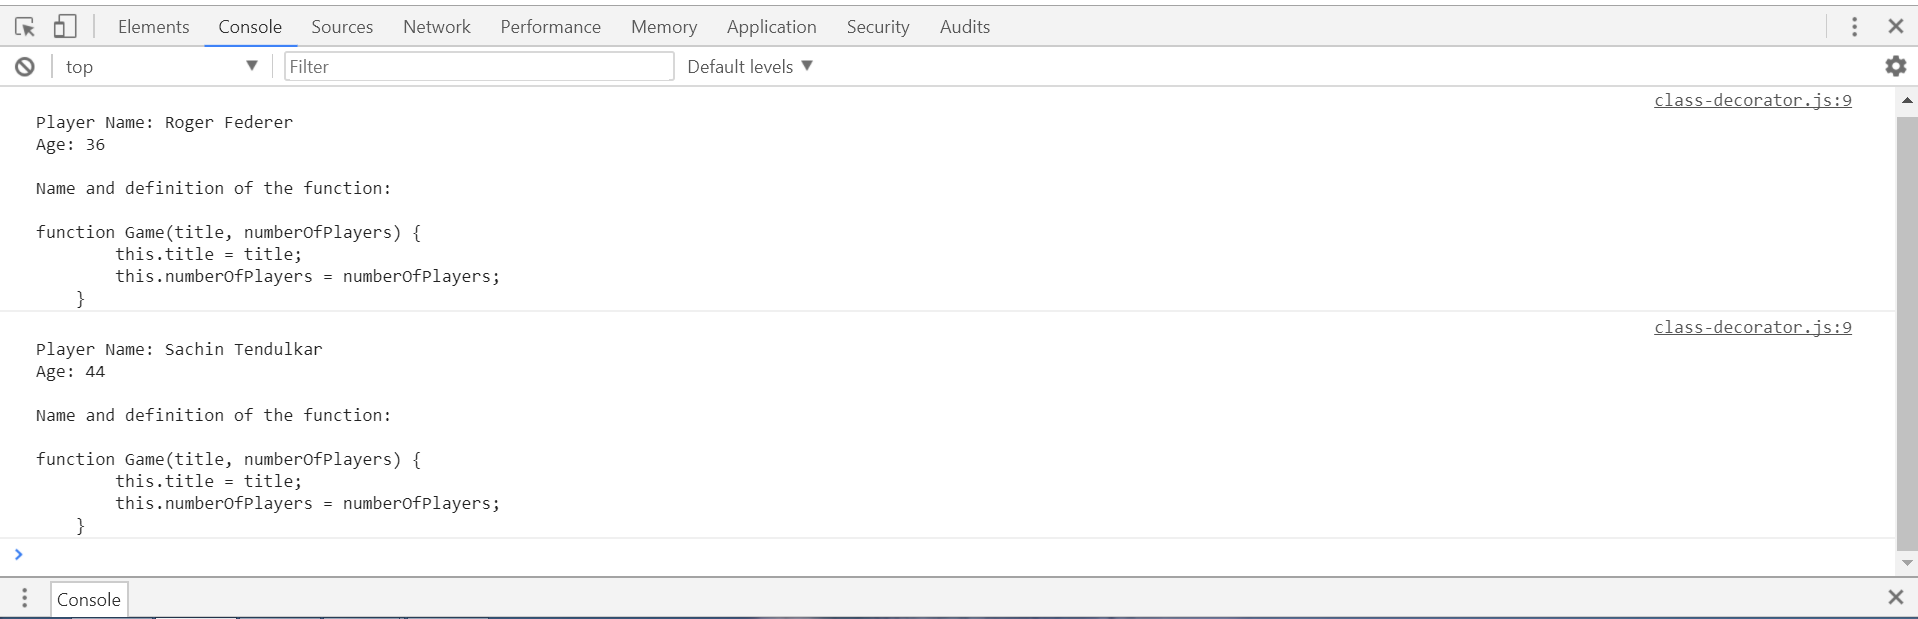 Elements Console Sources Network Performance Memory Application Security Audits
top Filter Default levels
class-decorator.js:9
Player Name: Roger Federer
Age: 36
Name and definition of the function:
function Game(title, numberOfPlayers) {
        this.title = title;
        this.numberOfPlayers = numberOfPlayers;
    }
class-decorator.js:9
Player Name: Sachin Tendulkar
Age: 44
Name and definition of the function:
function Game(title, numberOfPlayers) {
        this.title = title;
        this.numberOfPlayers = numberOfPlayers;
    }
Console